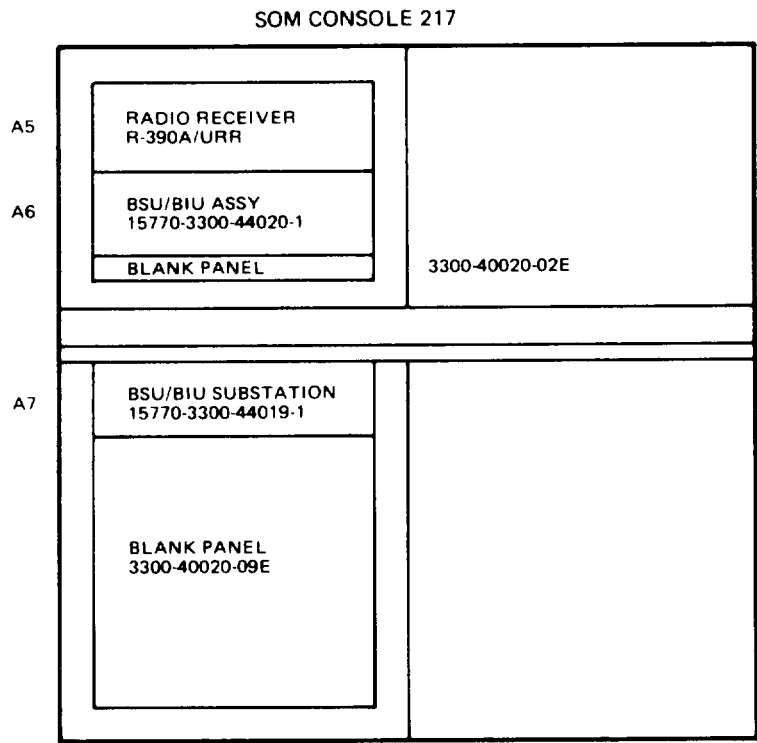 SOM CONSOLE 217
A5
RADIO RECEIVER
R-390A/URR
A6
BSU/BIU ASSY
15770-3300-44020-1
BLANK PANEL
3300-40020-02E
A7
BSU/BIU SUBSTATION
15770-3300-44019-1
BLANK PANEL
3300-40020-09E